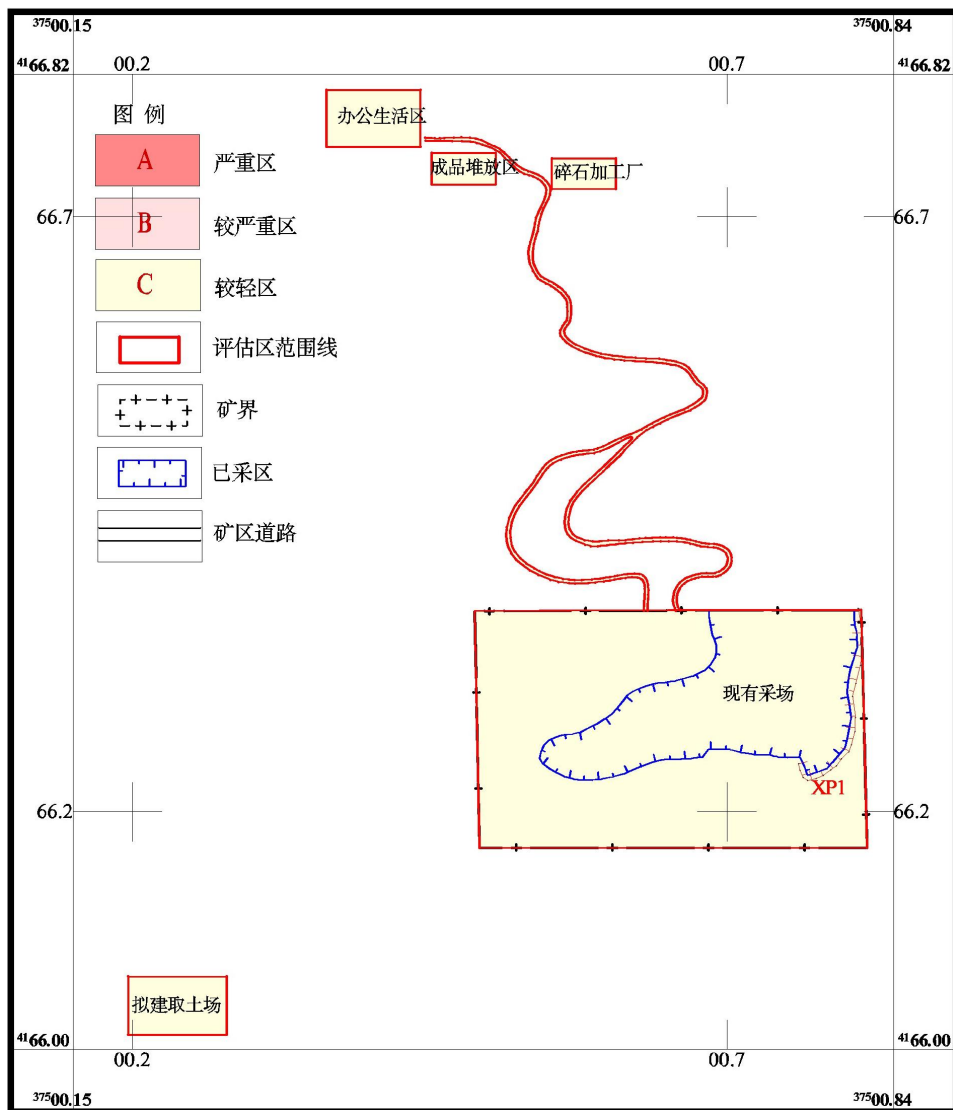 ³⁷⁵00.15
³⁷⁵00.84
⁴¹66.82
00.2
00.7
⁴¹66.82
图 例
办公生活区
A
严重区
成品堆放区
碎石加工厂
66.7
B
较严重区
66.7
C
较轻区
评估区范围线
矿界
已采区
矿区道路
现有采场
XP1
66.2
66.2
拟建取土场
⁴¹66.00
⁴¹66.00
00.2
00.7
³⁷⁵00.15
³⁷⁵00.84